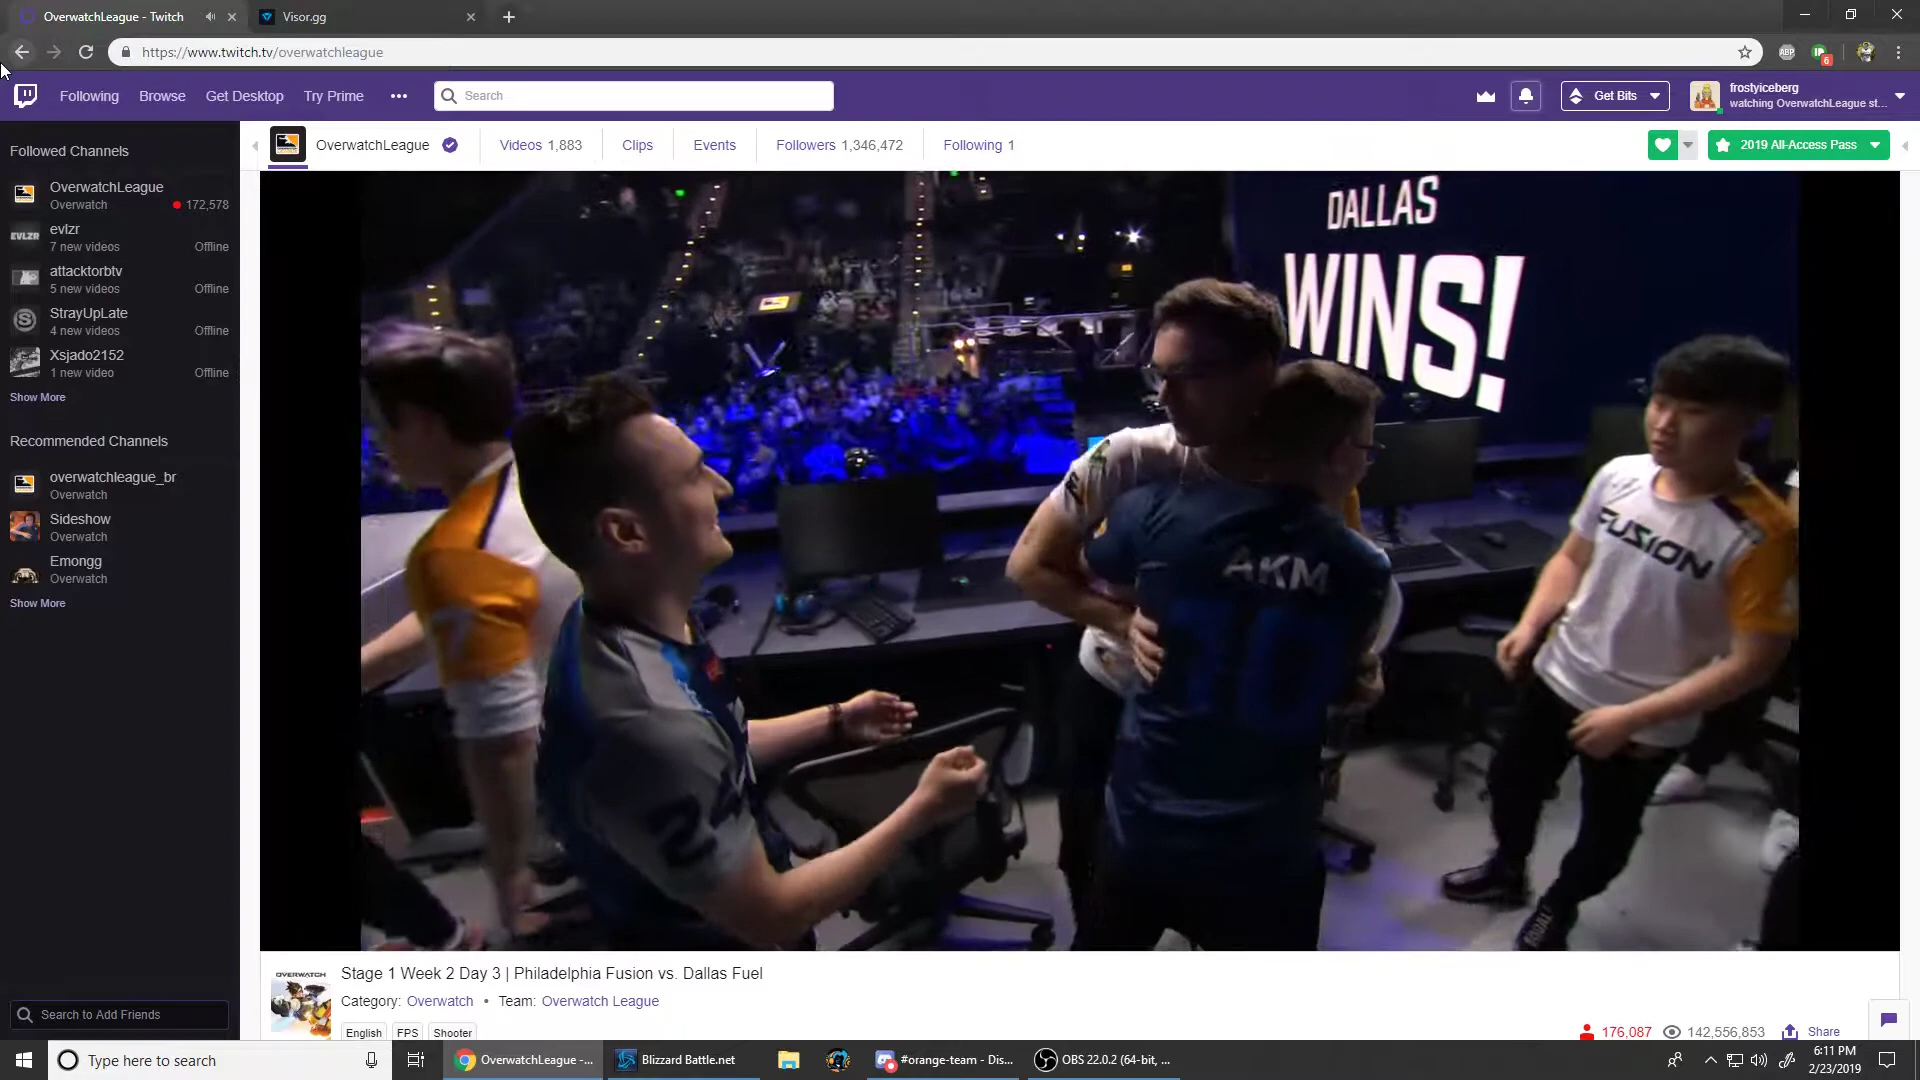 OverwatchLeague - Twitch
Visor.gg
https://www.twitch.tv/overwatchleague
ABP
6
Following
Browse
Get Desktop
Try Prime
Search
Get Bits
frostyiceberg
watching OverwatchLeague st...
Followed Channels
OverwatchLeague
Videos 1,883
Clips
Events
Followers 1,346,472
Following 1
2019 All-Access Pass
OverwatchLeague
Overwatch
172,578
EVLZR
evlzr
7 new videos
Offline
attacktorbtv
5 new videos
Offline
StrayUpLate
4 new videos
Offline
Xsjado2152
1 new video
Offline
Show More
Recommended Channels
overwatchleague_br
Overwatch
Sideshow
Overwatch
Emongg
Overwatch
Show More
DALLAS
WINS!
FUSION
AKM
24
Stage 1 Week 2 Day 3 | Philadelphia Fusion vs. Dallas Fuel
OVERWATCH
Category: Overwatch • Team: Overwatch League
English
FPS
Shooter
176,087
142,556,853
Share
Search to Add Friends
Type here to search
OverwatchLeague -...
Blizzard Battle.net
#orange-team - Dis...
OBS 22.0.2 (64-bit, ...
6:11 PM
2/23/2019